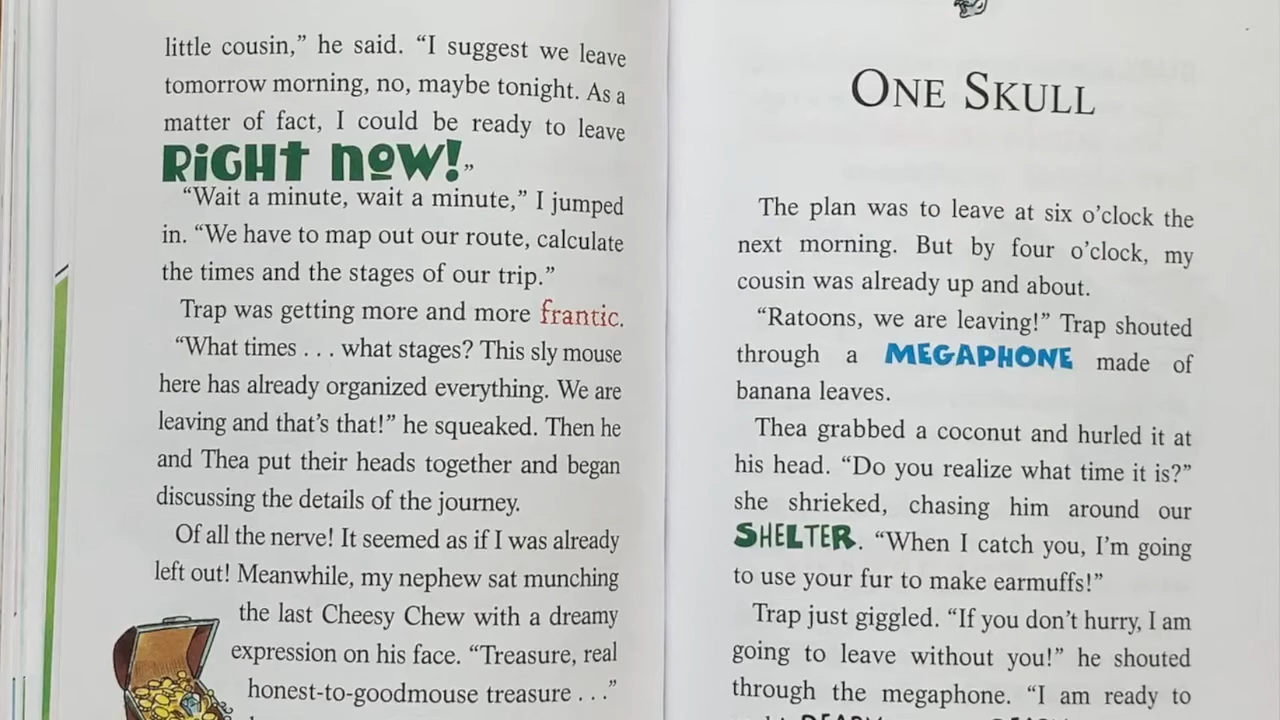 little cousin,” he said. “I suggest we leave
tomorrow morning, no, maybe tonight. As a
matter of fact, I could be ready to leave
RiGHt noW!”
“Wait a minute, wait a minute,” I jumped
in. “We have to map out our route, calculate
the times and the stages of our trip.”
Trap was getting more and more frantic.
“What times . . . what stages? This sly mouse
here has already organized everything. We are
leaving and that’s that!” he squeaked. Then he
and Thea put their heads together and began
discussing the details of the journey.
Of all the nerve! It seemed as if I was already
left out! Meanwhile, my nephew sat munching
the last Cheesy Chew with a dreamy
expression on his face. “Treasure, real
honest-to-goodmouse treasure . . .”
ONE SKULL
The plan was to leave at six o’clock the
next morning. But by four o’clock, my
cousin was already up and about.
“Ratoons, we are leaving!” Trap shouted
through a MEGAPHONE made of
banana leaves.
Thea grabbed a coconut and hurled it at
his head. “Do you realize what time it is?”
she shrieked, chasing him around our
SHELTER. “When I catch you, I’m going
to use your fur to make earmuffs!”
Trap just giggled. “If you don’t hurry, I am
going to leave without you!” he shouted
through the megaphone. “I am ready to